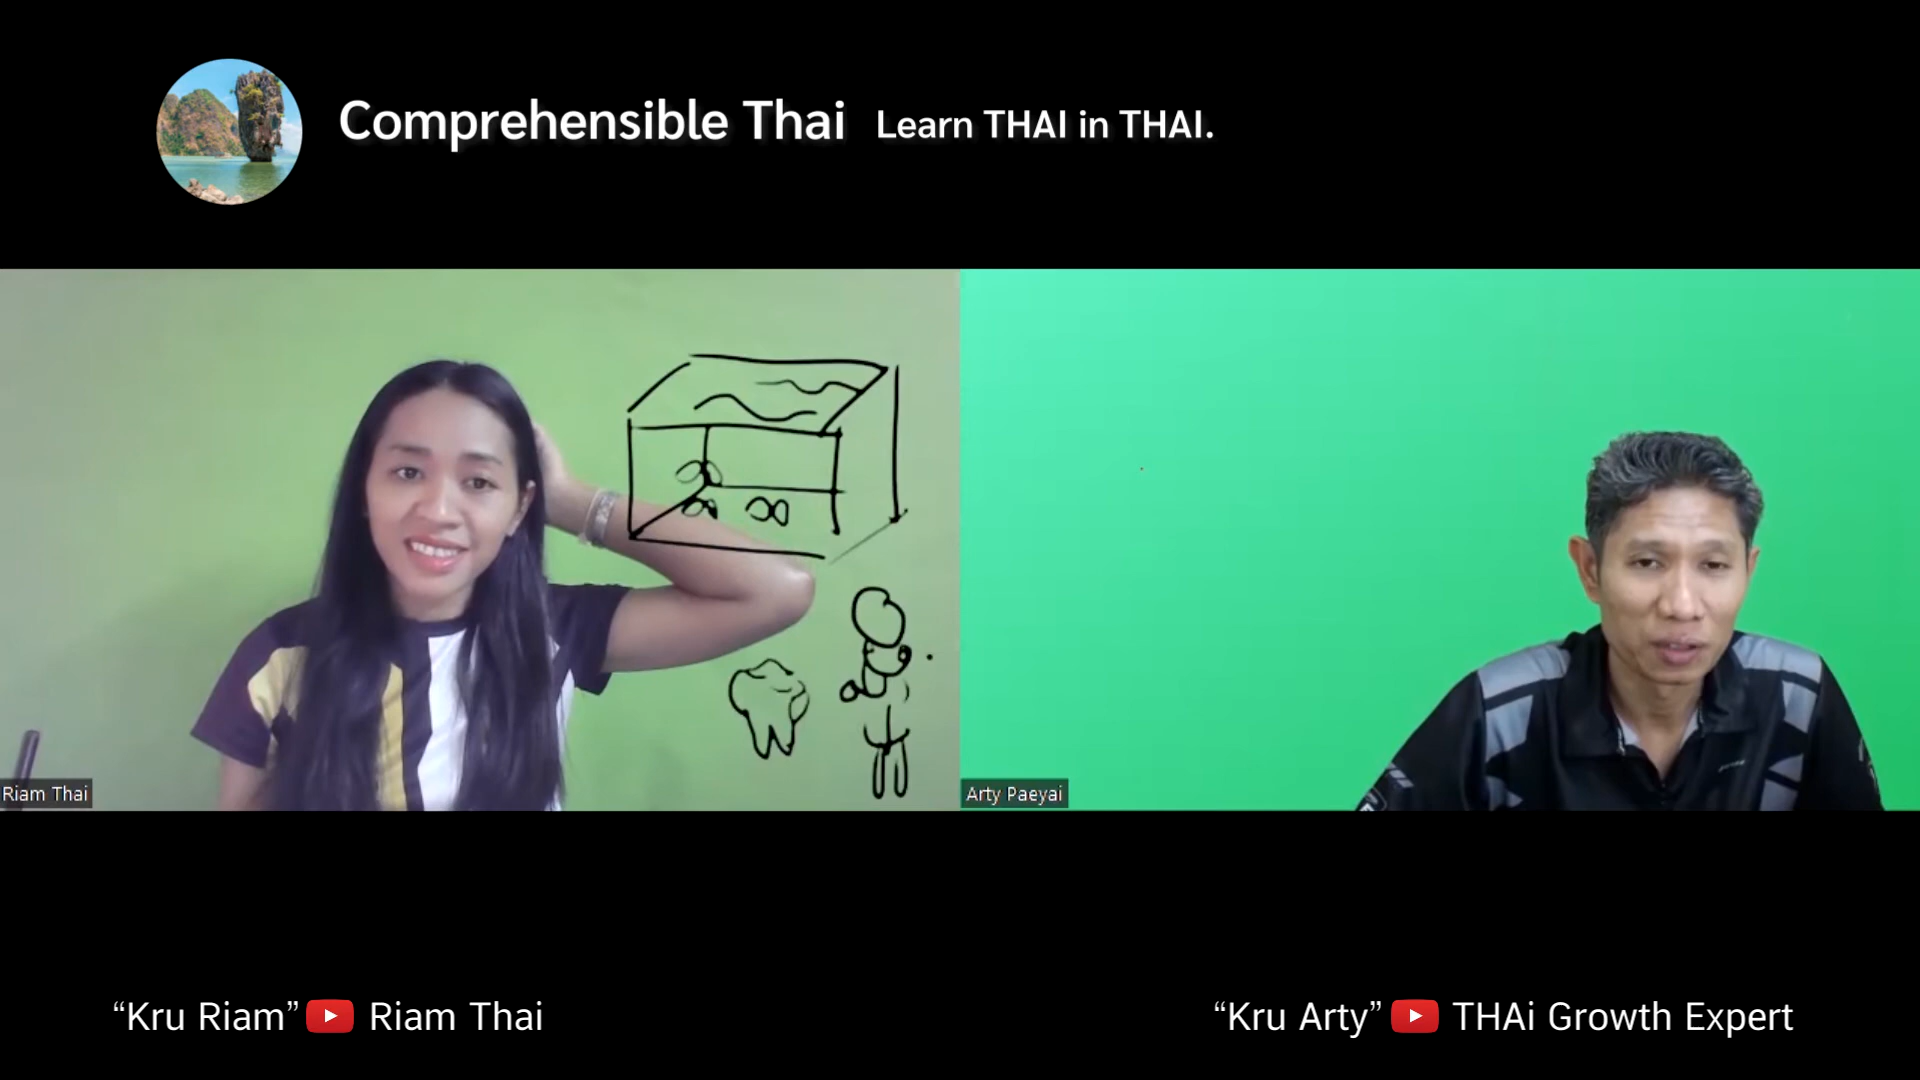 Comprehensible Thai Learn THAI in THAI.
Riam Thai
Arty Paeyai
“Kru Riam” Riam Thai
“Kru Arty” THAi Growth Expert